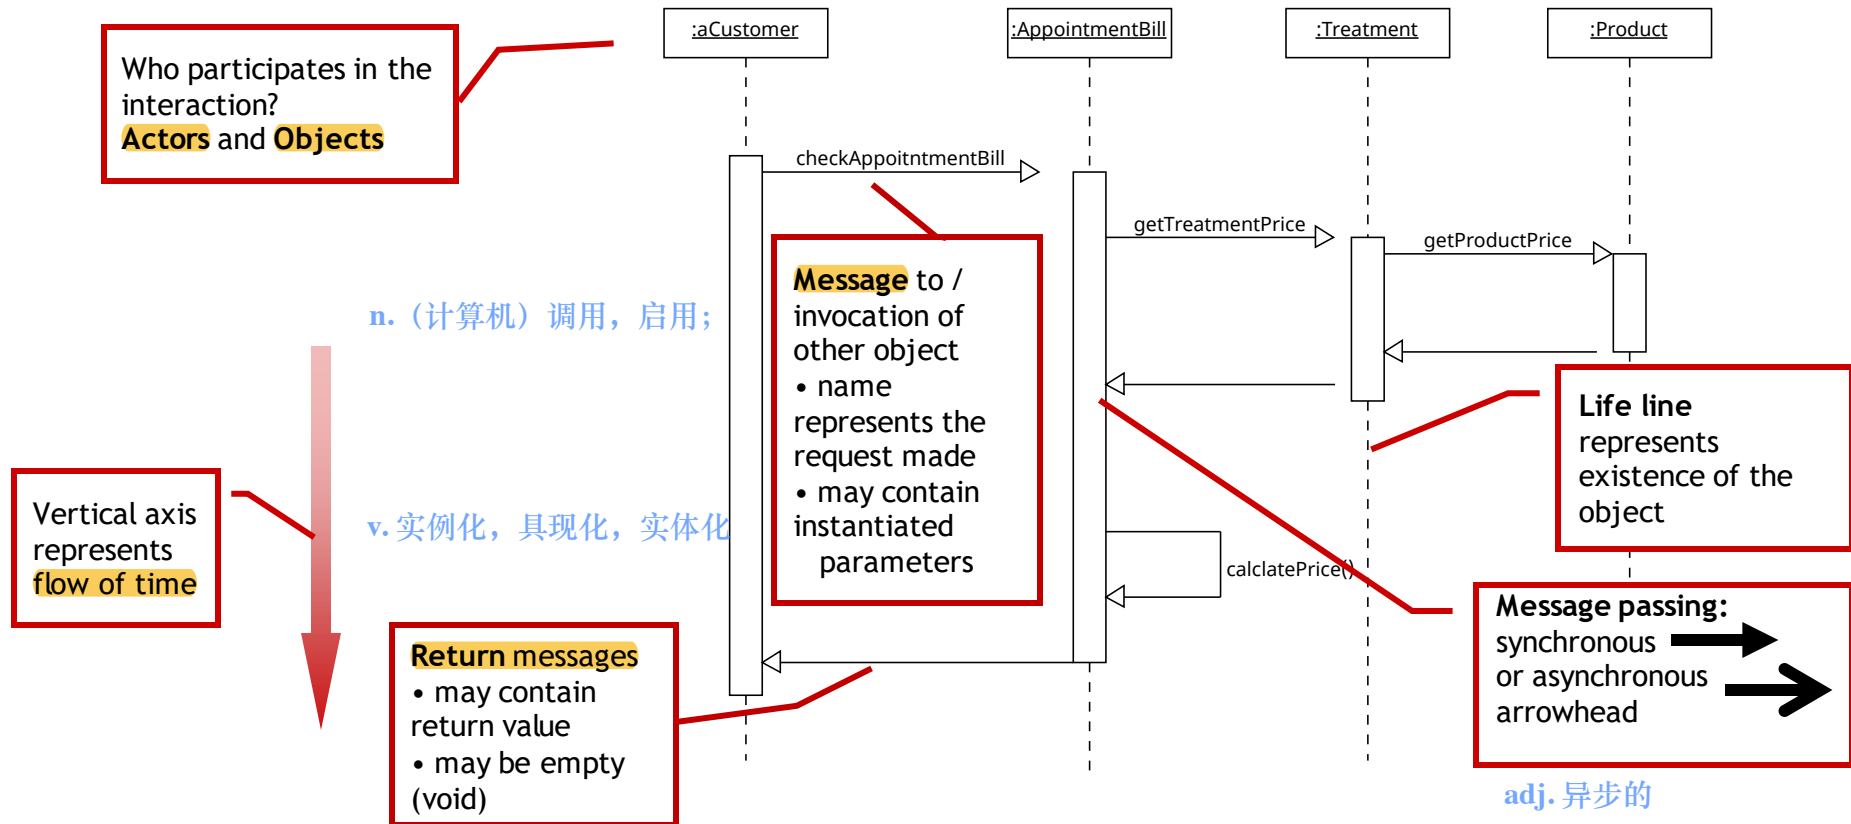 :aCustomer
:AppointmentBill
:Treatment
:Product
Who participates in the
interaction?
Actors and Objects
checkAppoitntmentBill
getTreatmentPrice
getProductPrice
Message to /
invocation of
other object
• name
represents the
request made
• may contain
instantiated
parameters
n.（计算机）调用，启用；
v. 实例化，具现化，实体化
Vertical axis
represents
flow of time
Life line
represents
existence of the
object
calclatePrice()
Message passing:
synchronous
or asynchronous
arrowhead
Return messages
• may contain
return value
• may be empty
(void)
adj. 异步的